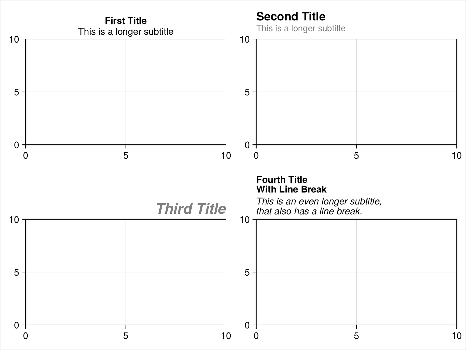 First Title
This is a longer subtitle
10
5
0
0 5 10
Second Title
This is a longer subtitle
10
5
0
0 5 10
Third Title
10
5
0
0 5 10
Fourth Title
With Line Break
This is an even longer subtitle,
that also has a line break.
10
5
0
0 5 10